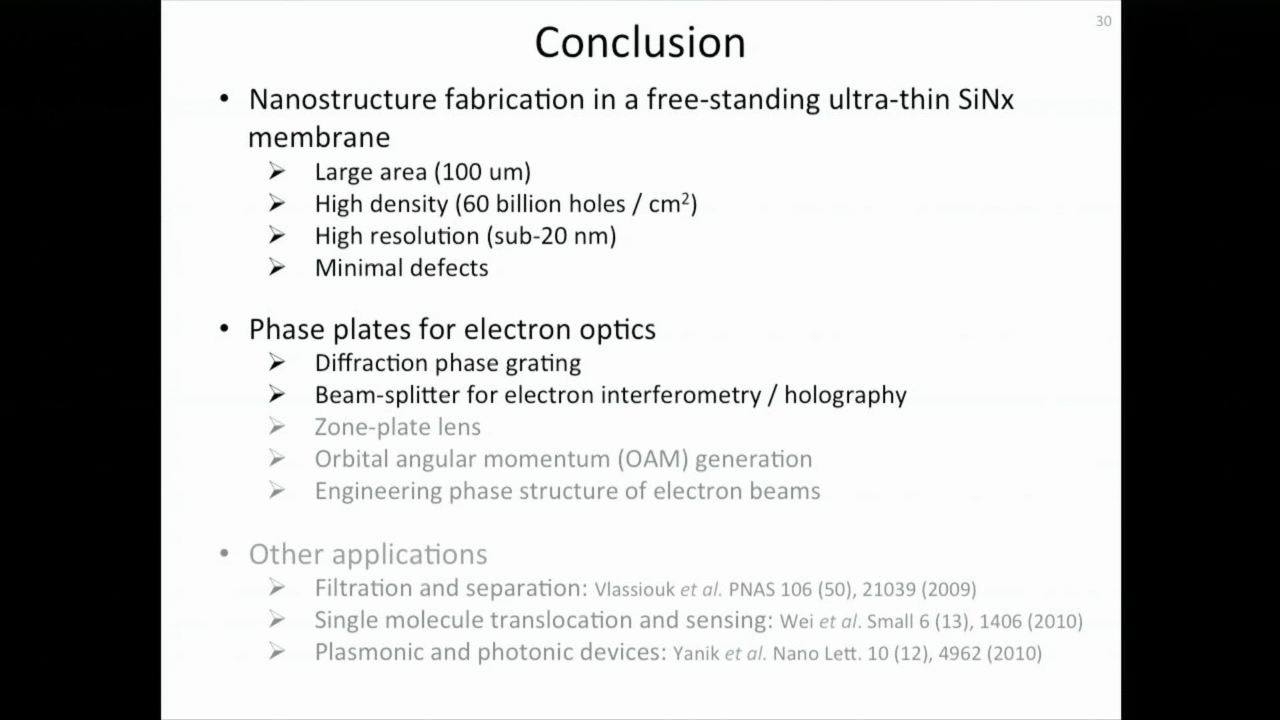 30
Conclusion
• Nanostructure fabrication in a free-standing ultra-thin SiNx
membrane
➢ Large area (100 um)
➢ High density (60 billion holes / cm²)
➢ High resolution (sub-20 nm)
➢ Minimal defects
• Phase plates for electron optics
➢ Diffraction phase grating
➢ Beam-splitter for electron interferometry / holography
➢ Zone-plate lens
➢ Orbital angular momentum (OAM) generation
➢ Engineering phase structure of electron beams
• Other applications
➢ Filtration and separation: Vlassiouk et al. PNAS 106 (50), 21039 (2009)
➢ Single molecule translocation and sensing: Wei et al. Small 6 (13), 1406 (2010)
➢ Plasmonic and photonic devices: Yanik et al. Nano Lett. 10 (12), 4962 (2010)